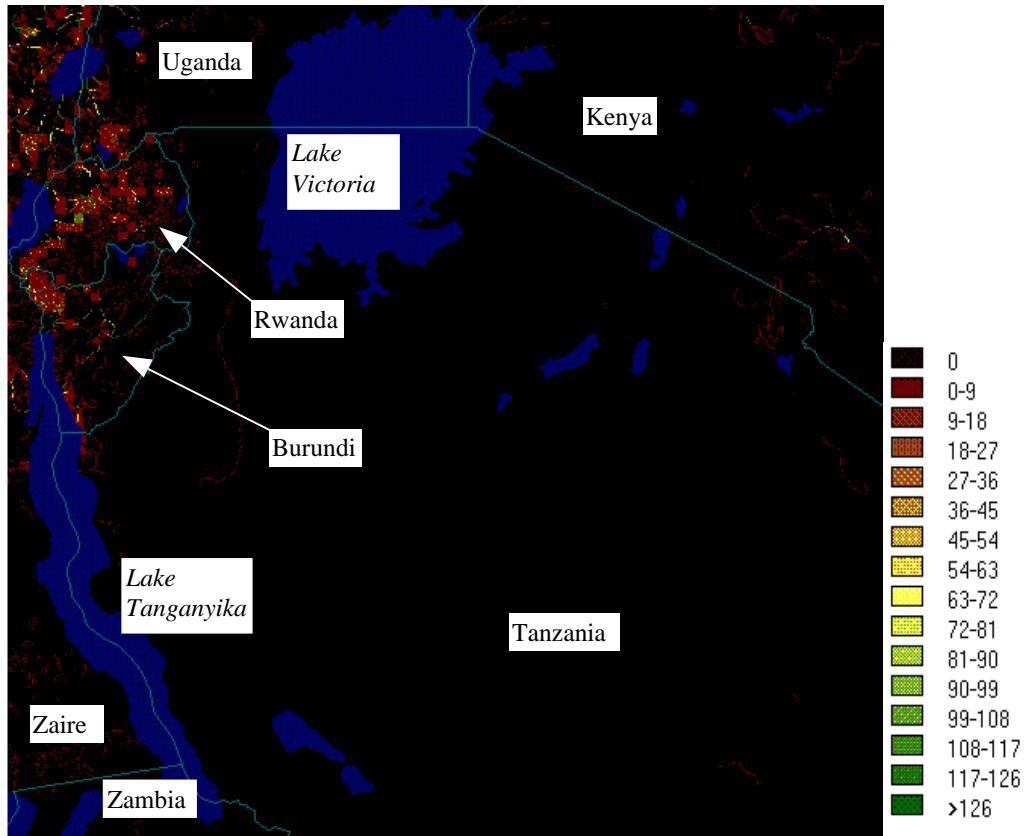 Uganda
Kenya
Lake
Victoria
Rwanda
Burundi
Lake
Tanganyika
Tanzania
Zaire
Zambia
0
0-9
9-18
18-27
27-36
36-45
45-54
54-63
63-72
72-81
81-90
90-99
99-108
108-117
117-126
>126